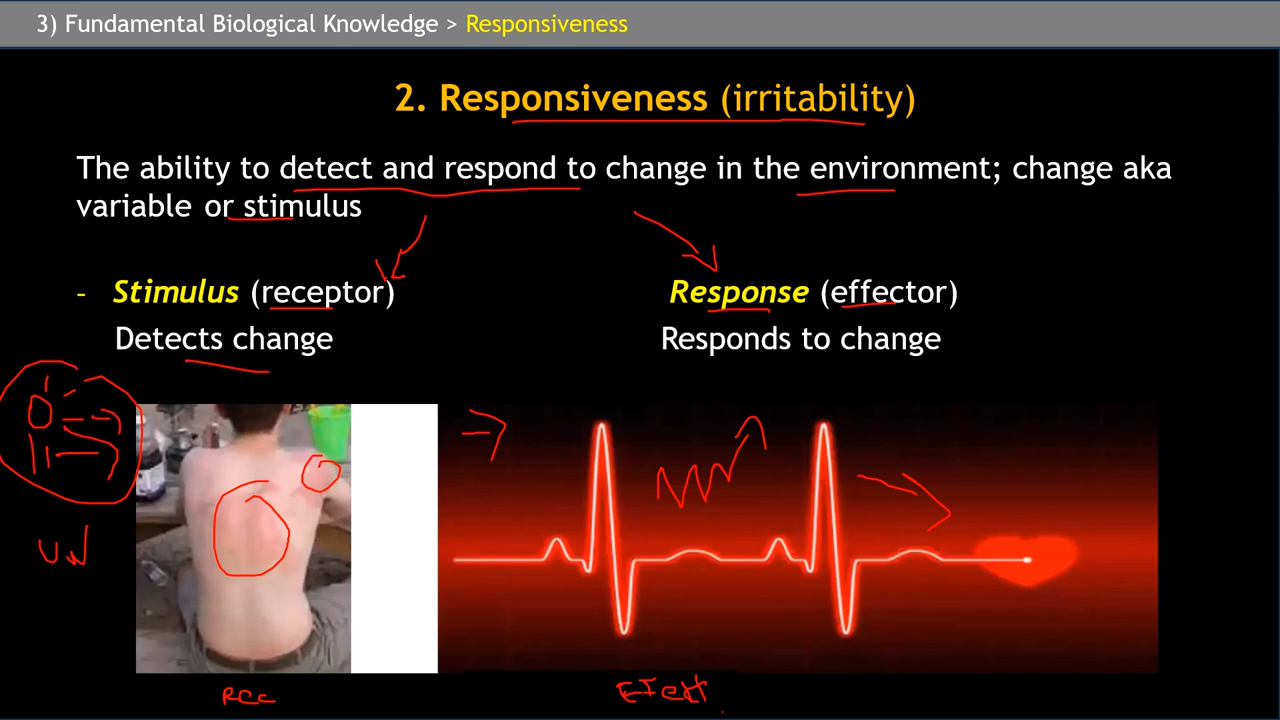 3) Fundamental Biological Knowledge > Responsiveness
2. Responsiveness (irritability)
The ability to detect and respond to change in the environment; change aka
variable or stimulus
- Stimulus (receptor)
Response (effector)
Detects change
Responds to change
UV
Rec